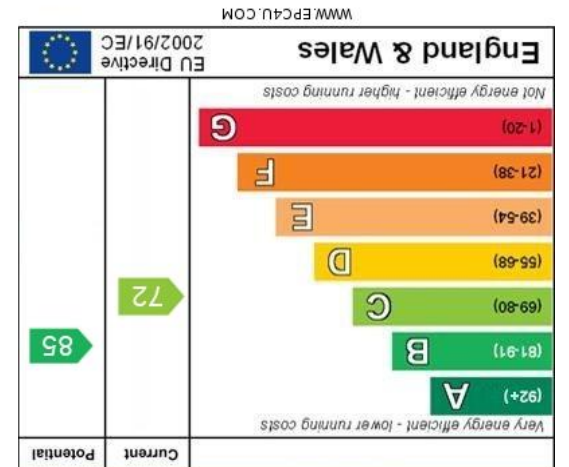 Current Potential
Very energy efficient - lower running costs
(92+) A
(81-91) B
85
(69-80) C
72
(55-68) D
(39-54) E
(21-38) F
(1-20) G
Not energy efficient - higher running costs
England & Wales
EU Directive
2002/91/EC
WWW.EPC4U.COM